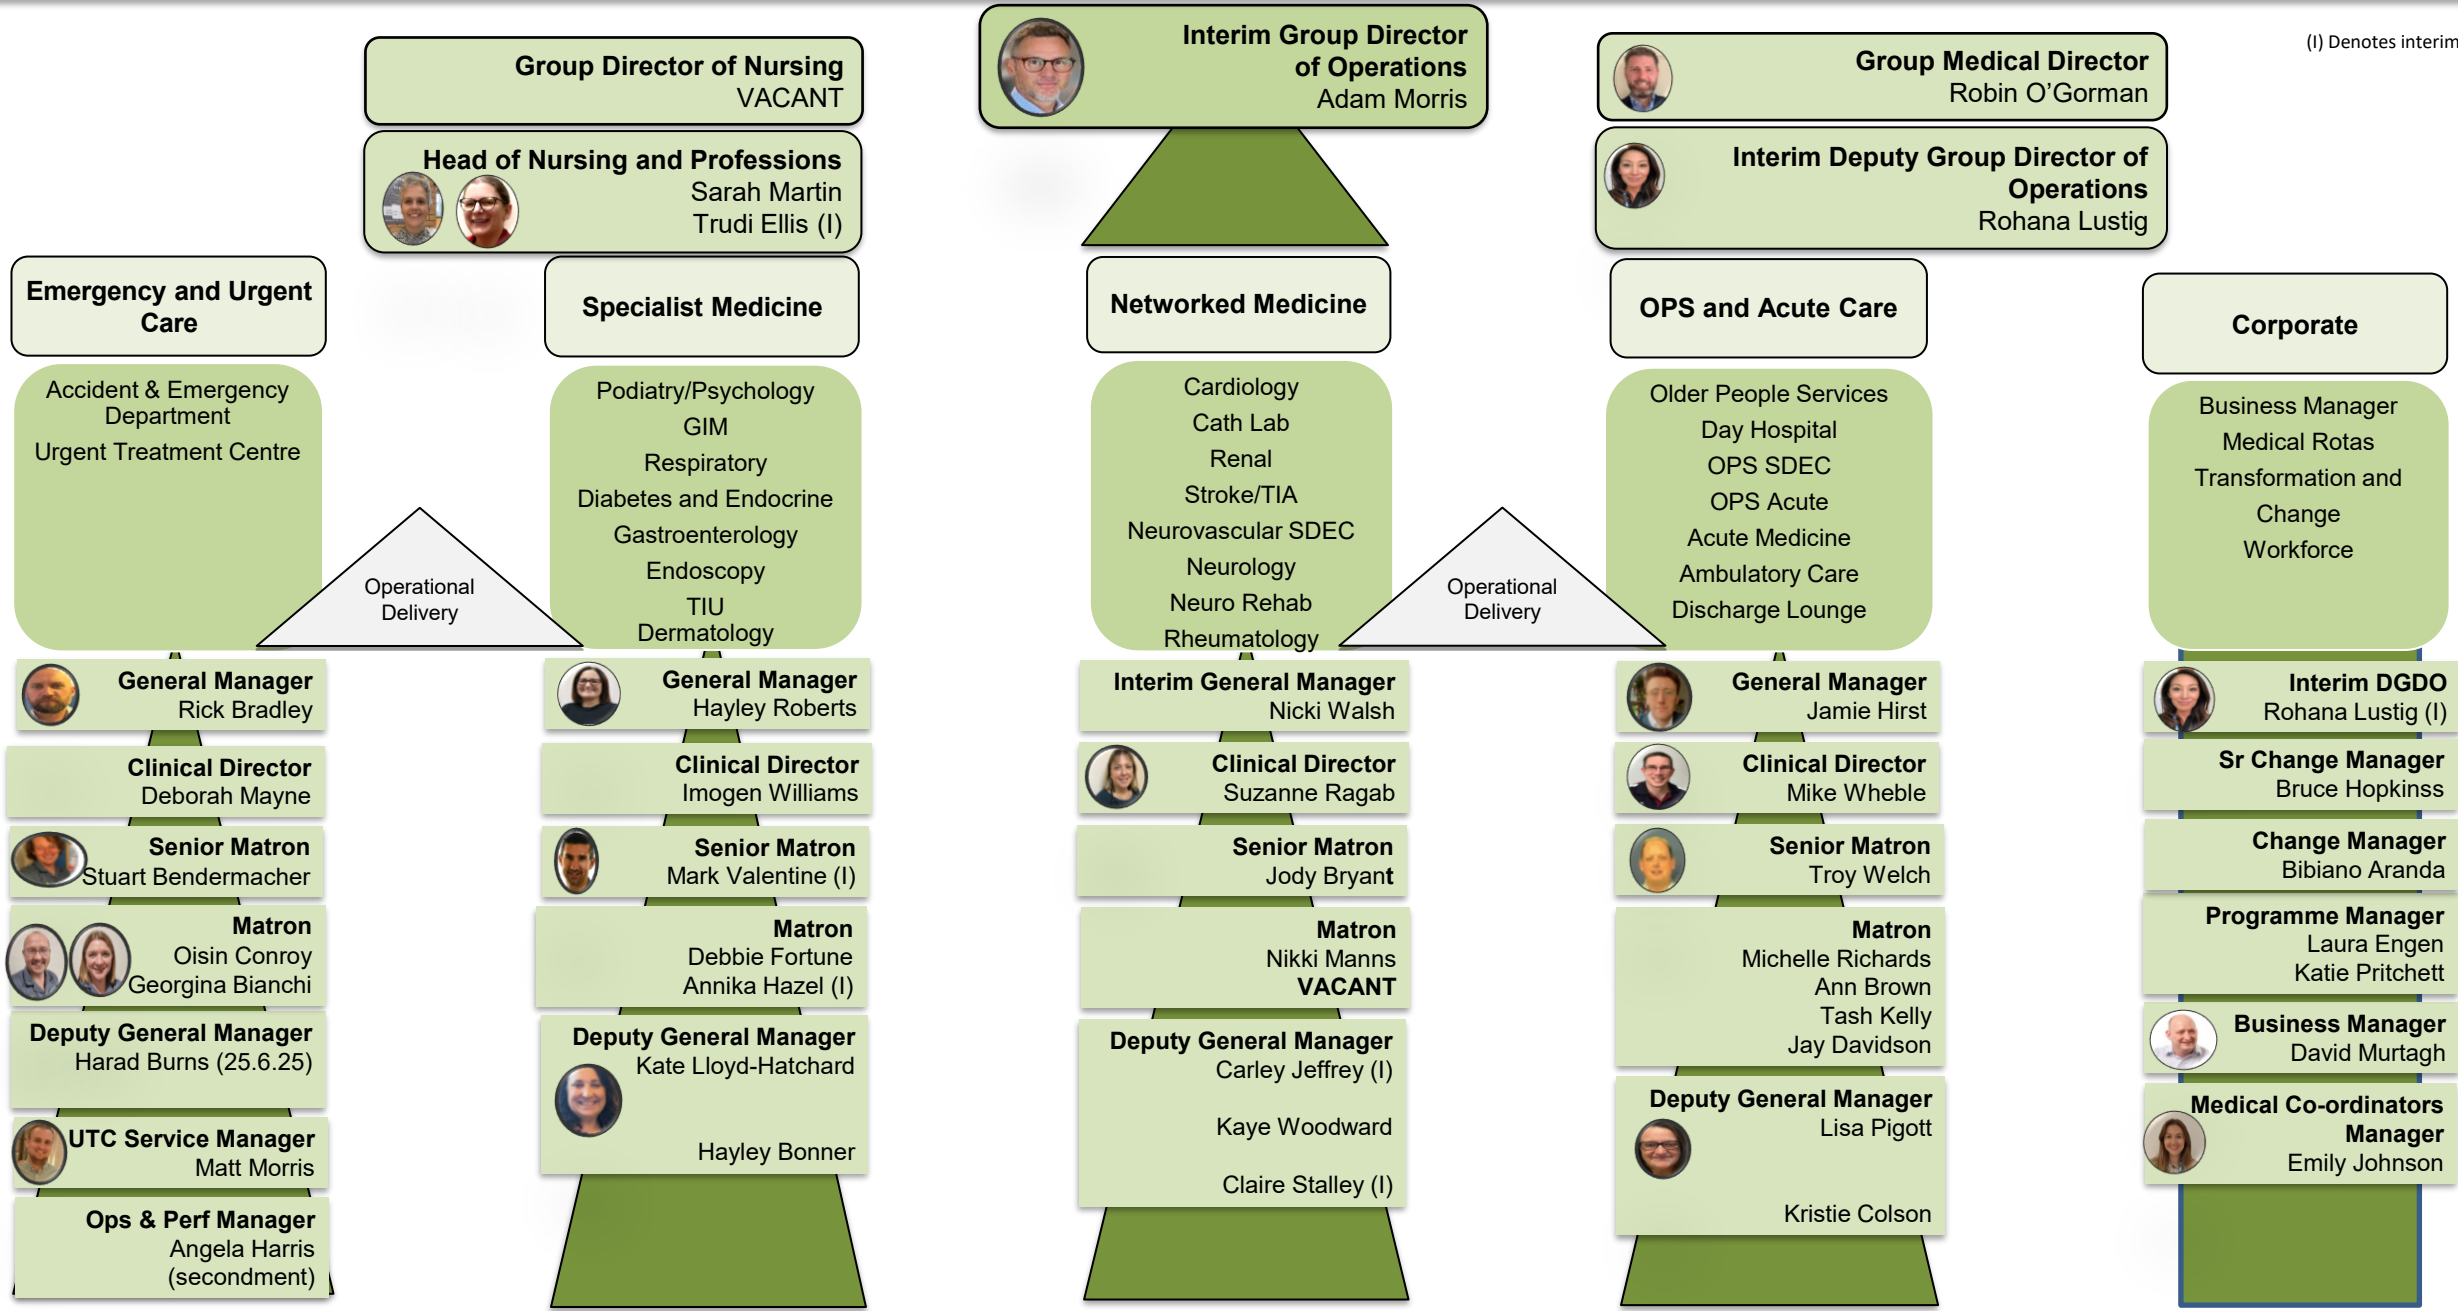 (I) Denotes interim
Group Director of Nursing
VACANT
Head of Nursing and Professions
Sarah Martin
Trudi Ellis (I)
Interim Group Director
of Operations
Adam Morris
Group Medical Director
Robin O’Gorman
Interim Deputy Group Director of
Operations
Rohana Lustig
Emergency and Urgent
Care
Accident & Emergency
Department
Urgent Treatment Centre
General Manager
Rick Bradley
Clinical Director
Deborah Mayne
Senior Matron
Stuart Bendermacher
Matron
Oisin Conroy
Georgina Bianchi
Deputy General Manager
Harad Burns (25.6.25)
UTC Service Manager
Matt Morris
Ops & Perf Manager
Angela Harris
(secondment)
Operational
Delivery
Specialist Medicine
Podiatry/Psychology
GIM
Respiratory
Diabetes and Endocrine
Gastroenterology
Endoscopy
TIU
Dermatology
General Manager
Hayley Roberts
Clinical Director
Imogen Williams
Senior Matron
Mark Valentine (I)
Matron
Debbie Fortune
Annika Hazel (I)
Deputy General Manager
Kate Lloyd-Hatchard
Hayley Bonner
Networked Medicine
Cardiology
Cath Lab
Renal
Stroke/TIA
Neurovascular SDEC
Neurology
Neuro Rehab
Rheumatology
Interim General Manager
Nicki Walsh
Clinical Director
Suzanne Ragab
Senior Matron
Jody Bryant
Matron
Nikki Manns
VACANT
Deputy General Manager
Carley Jeffrey (I)
Kaye Woodward
Claire Stalley (I)
Operational
Delivery
OPS and Acute Care
Older People Services
Day Hospital
OPS SDEC
OPS Acute
Acute Medicine
Ambulatory Care
Discharge Lounge
General Manager
Jamie Hirst
Clinical Director
Mike Wheble
Senior Matron
Troy Welch
Matron
Michelle Richards
Ann Brown
Tash Kelly
Jay Davidson
Deputy General Manager
Lisa Pigott
Kristie Colson
Corporate
Business Manager
Medical Rotas
Transformation and
Change
Workforce
Interim DGDO
Rohana Lustig (I)
Sr Change Manager
Bruce Hopkinss
Change Manager
Bibiano Aranda
Programme Manager
Laura Engen
Katie Pritchett
Business Manager
David Murtagh
Medical Co-ordinators
Manager
Emily Johnson